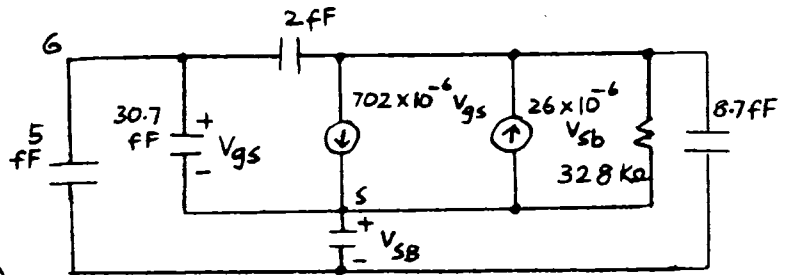 2fF
G
5
fF
30.7
fF
+
Vgs
-
702×10⁻⁶ Vgs
26×10⁻⁶
Vsb
328 KΩ
8.7fF
S
+
VSB
-